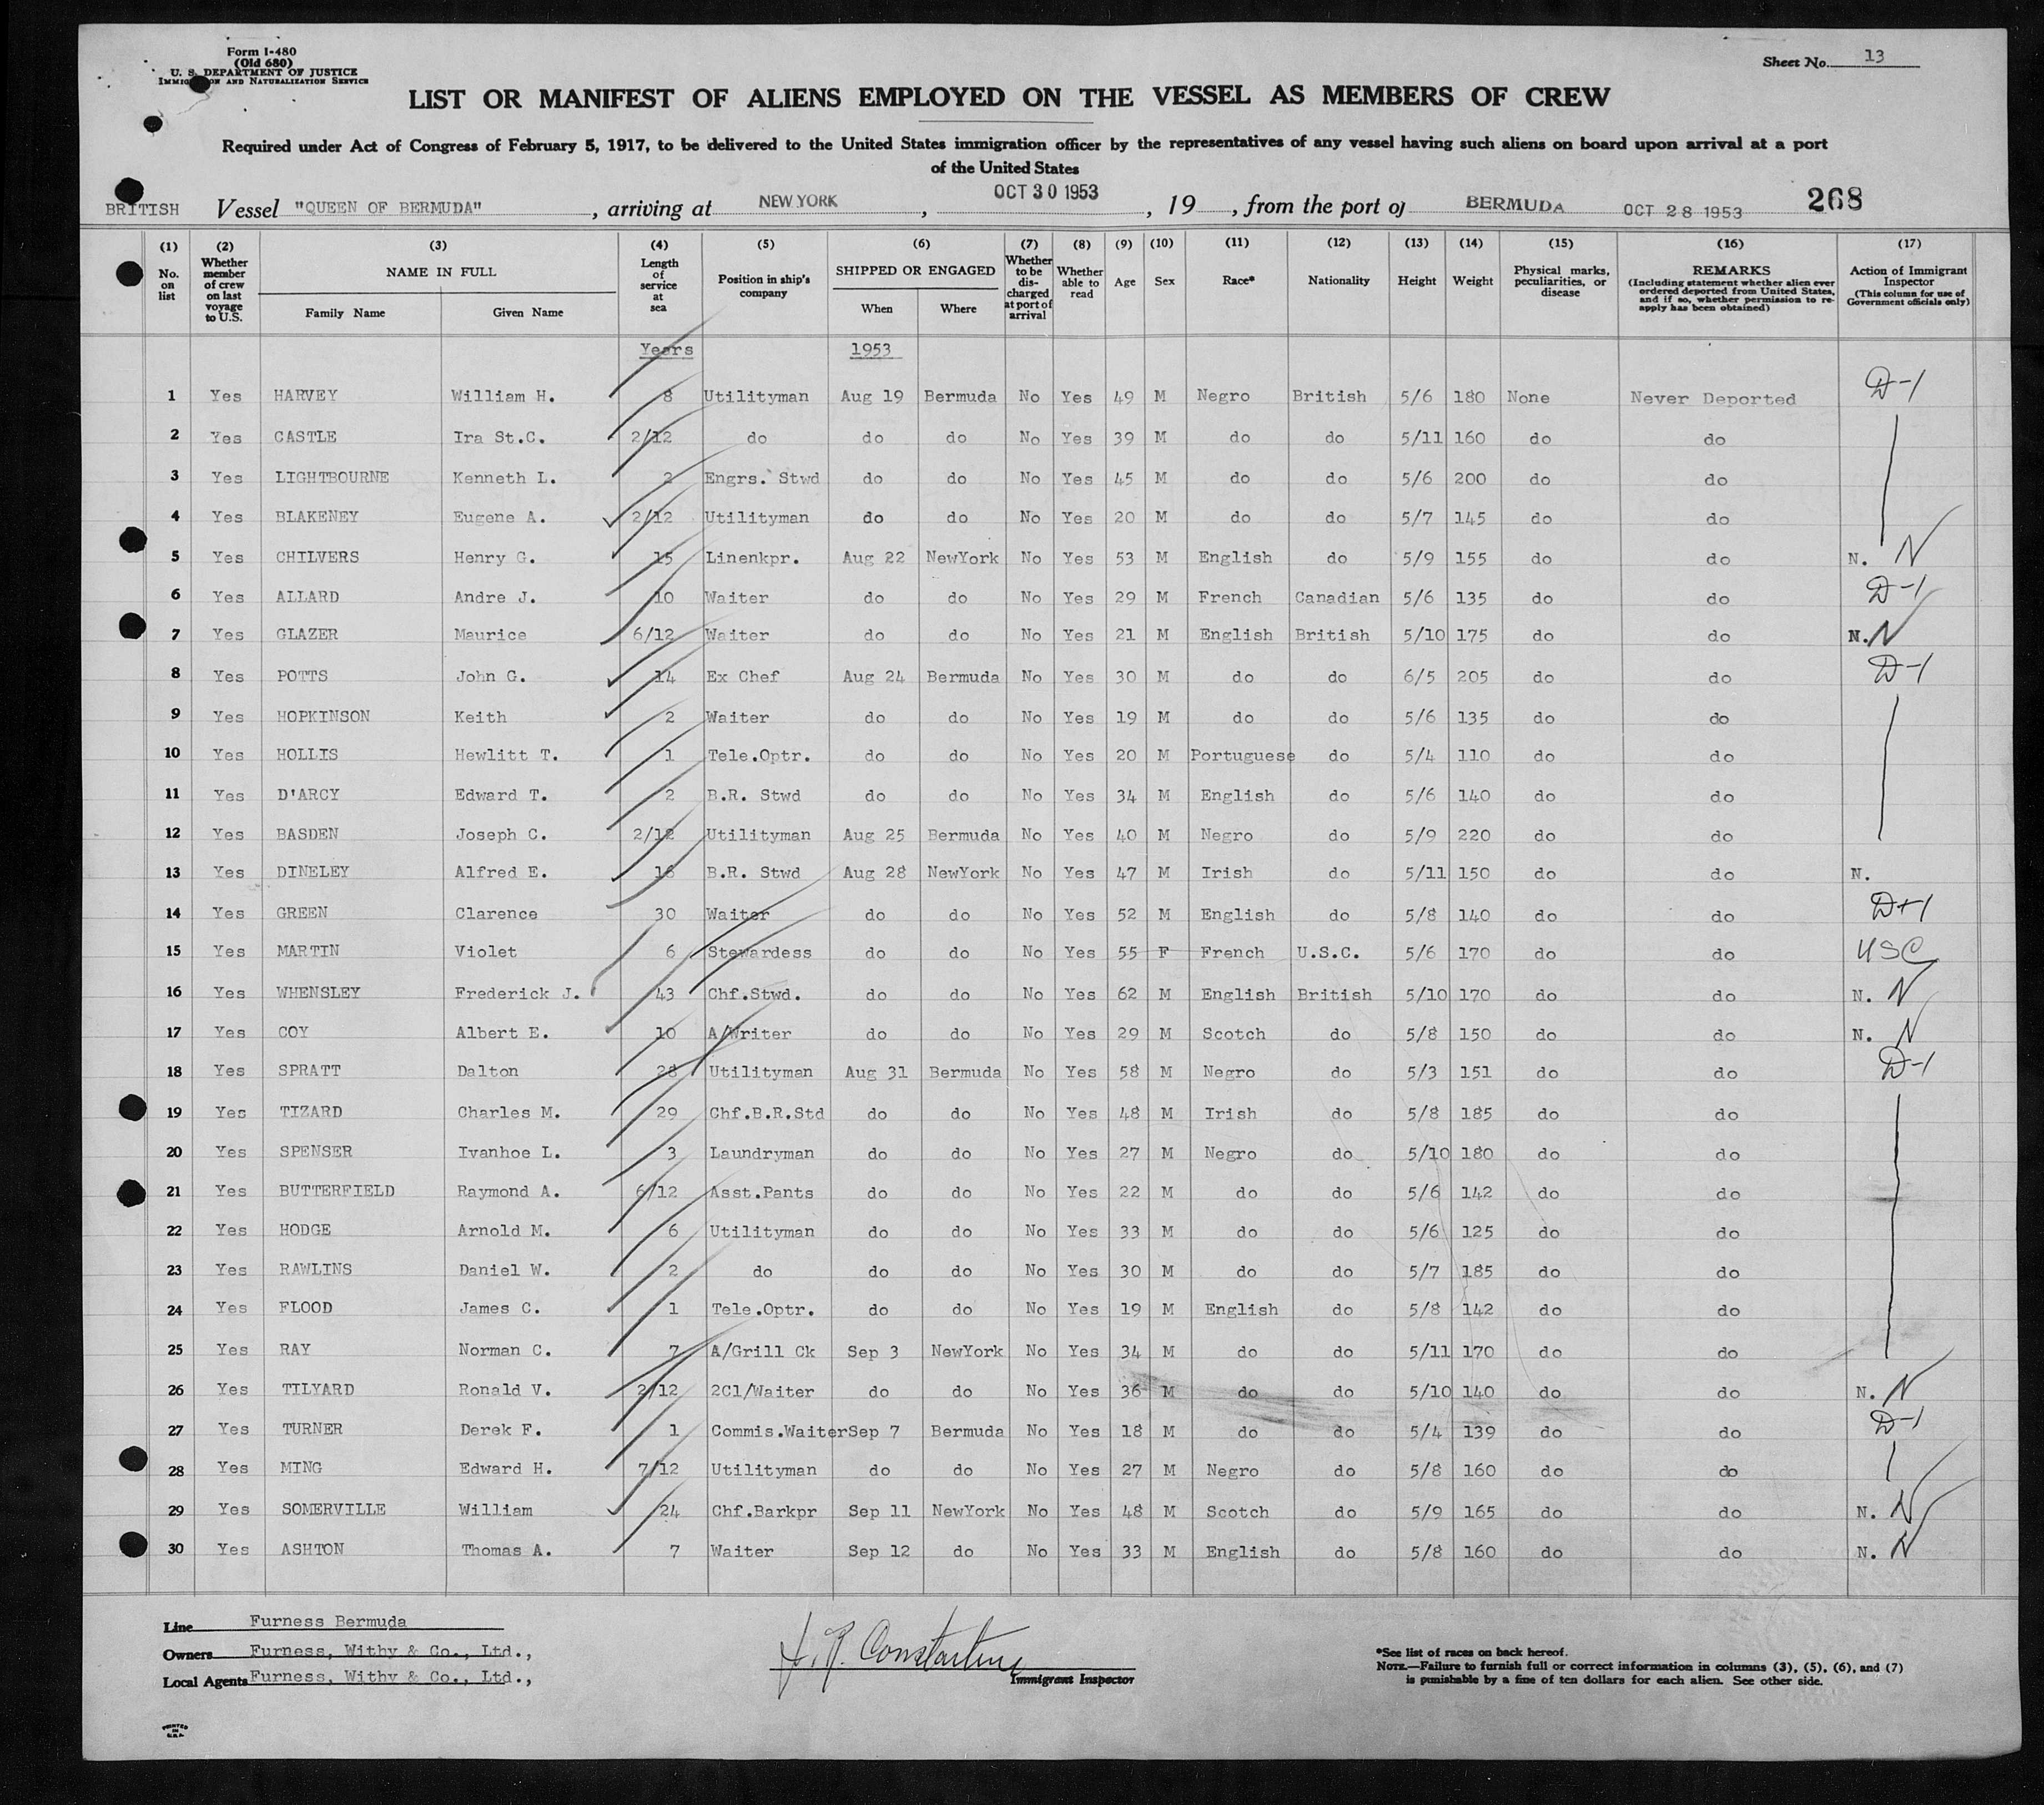 Form I-480
(Old 680)
U. S. DEPARTMENT OF JUSTICE
IMMIGRATION AND NATURALIZATION SERVICE
Sheet No. 13
LIST OR MANIFEST OF ALIENS EMPLOYED ON THE VESSEL AS MEMBERS OF CREW
Required under Act of Congress of February 5, 1917, to be delivered to the United States immigration officer by the representatives of any vessel having such aliens on board upon arrival at a port
of the United States
BRITISH Vessel "QUEEN OF BERMUDA", arriving at NEW YORK, OCT 30 1953, 19 , from the port of BERMUDA OCT 28 1953 268
(1) (2) (3) (4) (5) (6) (7) (8) (9) (10) (11) (12) (13) (14) (15) (16) (17)
No. on list
Whether member of crew on last voyage to U.S.
NAME IN FULL
Family Name Given Name
Length of service at sea
Position in ship's company
SHIPPED OR ENGAGED
When Where
Whether to be discharged at port of arrival
Whether able to read
Age
Sex
Race*
Nationality
Height
Weight
Physical marks, peculiarities, or disease
REMARKS
(Including statement whether alien ever ordered deported from United States, and if so, whether permission to reapply has been obtained)
Action of Immigrant Inspector
(This column for use of Government officials only)
Years 1953
1 Yes HARVEY William H. 8 Utilityman Aug 19 Bermuda No Yes 49 M Negro British 5/6 180 None Never Deported D-1
2 Yes CASTLE Ira St.C. 2/12 do do do No Yes 39 M do do 5/11 160 do do
3 Yes LIGHTBOURNE Kenneth L. 2 Engrs. Stwd do do No Yes 45 M do do 5/6 200 do do
4 Yes BLAKENEY Eugene A. 2/12 Utilityman do do No Yes 20 M do do 5/7 145 do do
5 Yes CHILVERS Henry G. 15 Linenkpr. Aug 22 NewYork No Yes 53 M English do 5/9 155 do do N. N
6 Yes ALLARD Andre J. 10 Waiter do do No Yes 29 M French Canadian 5/6 135 do do D-1
7 Yes GLAZER Maurice 6/12 Waiter do do No Yes 21 M English British 5/10 175 do do N. N
8 Yes POTTS John G. 14 Ex Chef Aug 24 Bermuda No Yes 30 M do do 6/5 205 do do D-1
9 Yes HOPKINSON Keith 2 Waiter do do No Yes 19 M do do 5/6 135 do do
10 Yes HOLLIS Hewlitt T. 1 Tele.Optr. do do No Yes 20 M Portuguese do 5/4 110 do do
11 Yes D'ARCY Edward T. 2 B.R. Stwd do do No Yes 34 M English do 5/6 140 do do
12 Yes BASDEN Joseph C. 2/12 Utilityman Aug 25 Bermuda No Yes 40 M Negro do 5/9 220 do do
13 Yes DINELEY Alfred E. 16 B.R. Stwd Aug 28 NewYork No Yes 47 M Irish do 5/11 150 do do N.
14 Yes GREEN Clarence 30 Waiter do do No Yes 52 M English do 5/8 140 do do D+1
15 Yes MARTIN Violet 6 Stewardess do do No Yes 55 F French U.S.C. 5/6 170 do do USC
16 Yes WHENSLEY Frederick J. 43 Chf.Stwd. do do No Yes 62 M English British 5/10 170 do do N. N
17 Yes COY Albert E. 10 A/Writer do do No Yes 29 M Scotch do 5/8 150 do do N. N
18 Yes SPRATT Dalton 28 Utilityman Aug 31 Bermuda No Yes 58 M Negro do 5/3 151 do do D-1
19 Yes TIZARD Charles M. 29 Chf.B.R.Std do do No Yes 48 M Irish do 5/8 185 do do
20 Yes SPENSER Ivanhoe L. 3 Laundryman do do No Yes 27 M Negro do 5/10 180 do do
21 Yes BUTTERFIELD Raymond A. 6/12 Asst.Pants do do No Yes 22 M do do 5/6 142 do do
22 Yes HODGE Arnold M. 6 Utilityman do do No Yes 33 M do do 5/6 125 do do
23 Yes RAWLINS Daniel W. 2 do do do No Yes 30 M do do 5/7 185 do do
24 Yes FLOOD James C. 1 Tele.Optr. do do No Yes 19 M English do 5/8 142 do do
25 Yes RAY Norman C. 7 A/Grill Ck Sep 3 NewYork No Yes 34 M do do 5/11 170 do do
26 Yes TILYARD Ronald V. 2/12 2Cl/Waiter do do No Yes 36 M do do 5/10 140 do do N. N
27 Yes TURNER Derek F. 1 Commis.Waiter Sep 7 Bermuda No Yes 18 M do do 5/4 139 do do D-1
28 Yes MING Edward H. 7/12 Utilityman do do No Yes 27 M Negro do 5/8 160 do do
29 Yes SOMERVILLE William 24 Chf.Barkpr Sep 11 NewYork No Yes 48 M Scotch do 5/9 165 do do N. N
30 Yes ASHTON Thomas A. 7 Waiter Sep 12 do No Yes 33 M English do 5/8 160 do do N. N
Line Furness Bermuda
Owners Furness, Withy & Co., Ltd.,
Local Agents Furness, Withy & Co., Ltd.,
J. R. Constantine
Immigrant Inspector
*See list of races on back hereof.
NOTE.—Failure to furnish full or correct information in columns (3), (5), (6), and (7)
is punishable by a fine of ten dollars for each alien. See other side.
PRINTED
IN
U.S.A.